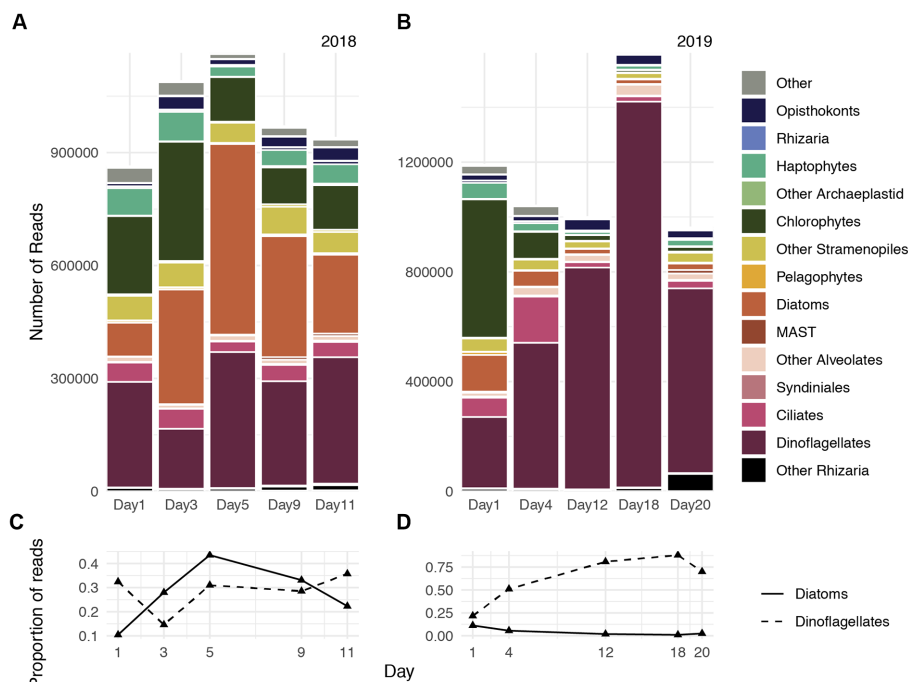 A
2018
B
2019
Number of Reads
900000
600000
300000
0
Day1 Day3 Day5 Day9 Day11
1200000
800000
400000
0
Day1 Day4 Day12 Day18 Day20
Other
Opisthokonts
Rhizaria
Haptophytes
Other Archaeplastid
Chlorophytes
Other Stramenopiles
Pelagophytes
Diatoms
MAST
Other Alveolates
Syndiniales
Ciliates
Dinoflagellates
Other Rhizaria
C
D
Proportion of reads
0.4
0.3
0.2
0.1
1 3 5 9 11
0.75
0.50
0.25
0.00
1 4 12 18 20
Day
Diatoms
Dinoflagellates